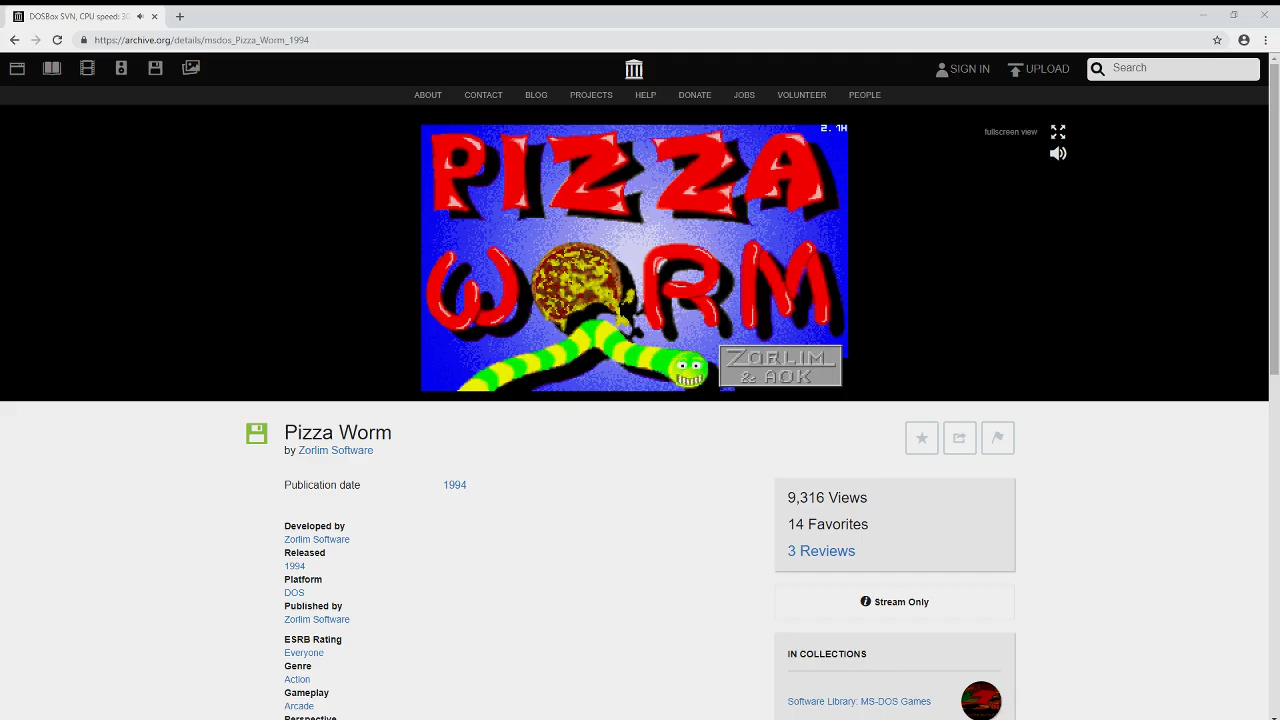 DOSBox SVN, CPU speed: 30
https://archive.org/details/msdos_Pizza_Worm_1994
SIGN IN
UPLOAD
Search
ABOUT
CONTACT
BLOG
PROJECTS
HELP
DONATE
JOBS
VOLUNTEER
PEOPLE
2.1H
PIZZA
WORM
ZORLIM
& AOK
fullscreen view
Pizza Worm
by Zorlim Software
Publication date 1994
Developed by
Zorlim Software
Released
1994
Platform
DOS
Published by
Zorlim Software
ESRB Rating
Everyone
Genre
Action
Gameplay
Arcade
Perspective
9,316 Views
14 Favorites
3 Reviews
Stream Only
IN COLLECTIONS
Software Library: MS-DOS Games